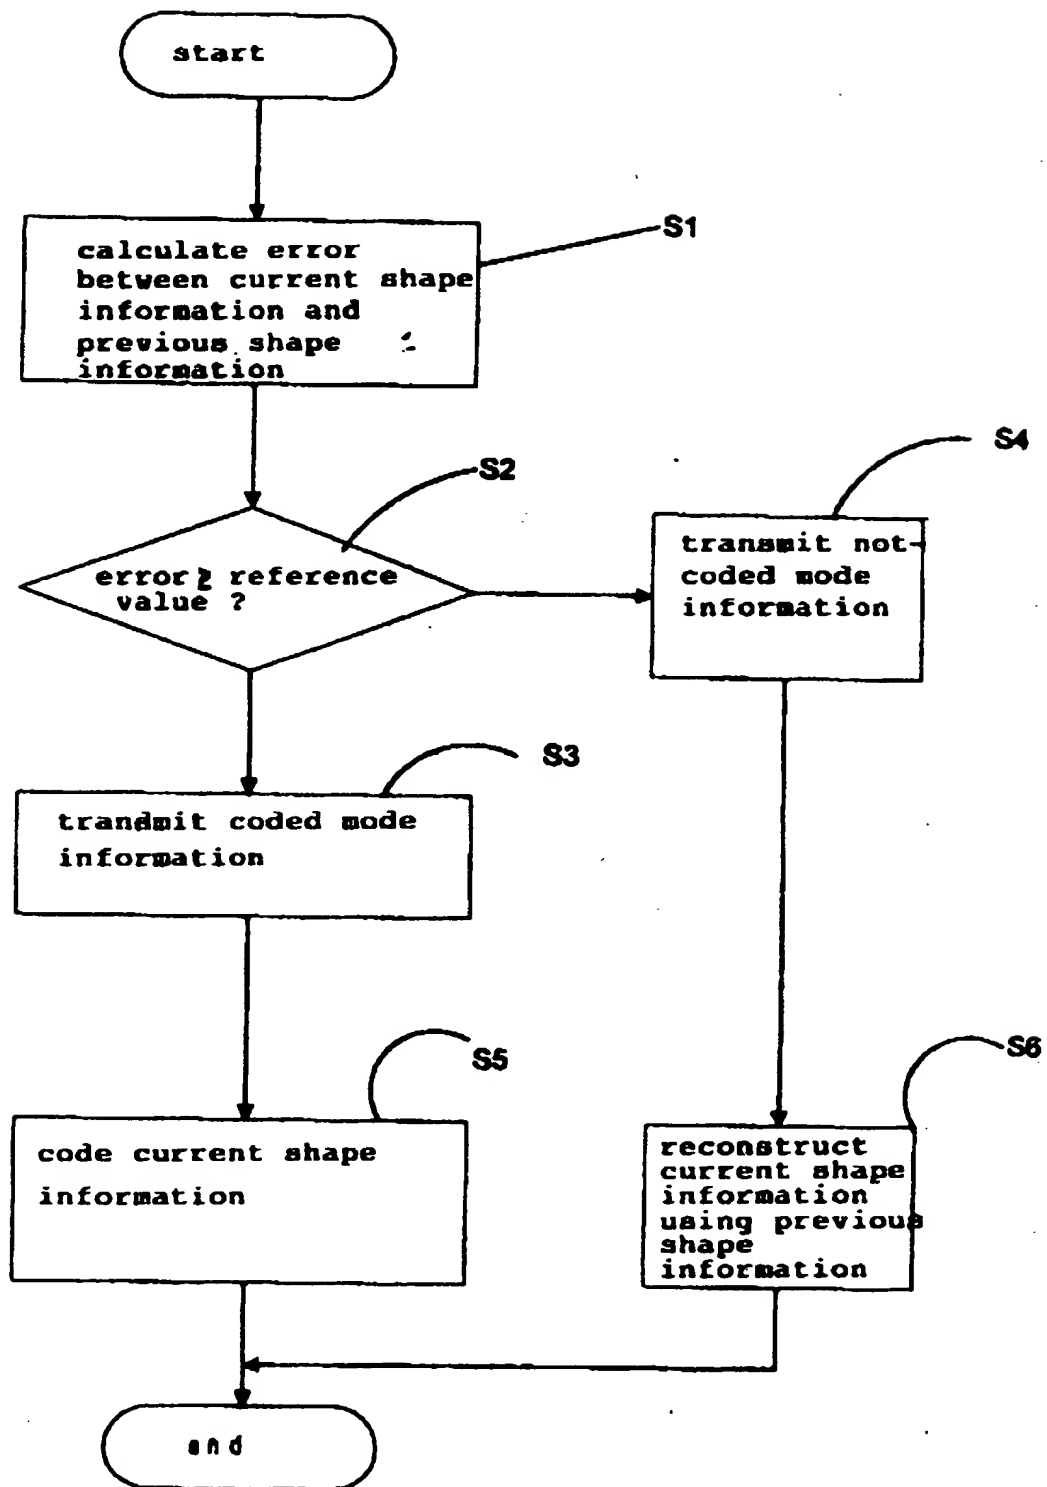 start
S1
calculate error
between current shape
information and
previous shape
information
S2
error ≥ reference
value ?
S4
transmit not-
coded mode
information
S3
trandmit coded mode
information
S5
code current shape
information
S6
reconstruct
current shape
information
using previous
shape
information
end